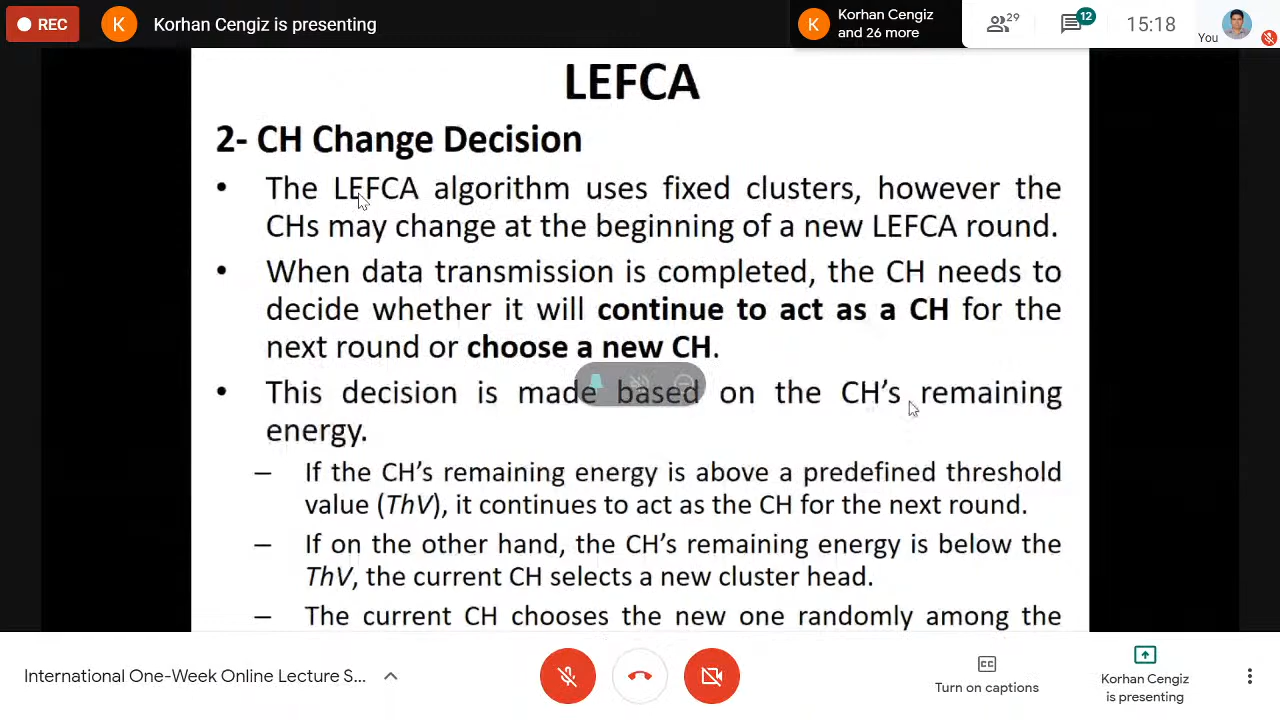 REC
K
Korhan Cengiz is presenting
K
Korhan Cengiz
and 26 more
29
12
15:18
You
LEFCA
2- CH Change Decision
• The LEFCA algorithm uses fixed clusters, however the
CHs may change at the beginning of a new LEFCA round.
• When data transmission is completed, the CH needs to
decide whether it will continue to act as a CH for the
next round or choose a new CH.
• This decision is made based on the CH's remaining
energy.
– If the CH's remaining energy is above a predefined threshold
value (ThV), it continues to act as the CH for the next round.
– If on the other hand, the CH's remaining energy is below the
ThV, the current CH selects a new cluster head.
– The current CH chooses the new one randomly among the
International One-Week Online Lecture S...
CC
Turn on captions
Korhan Cengiz
is presenting